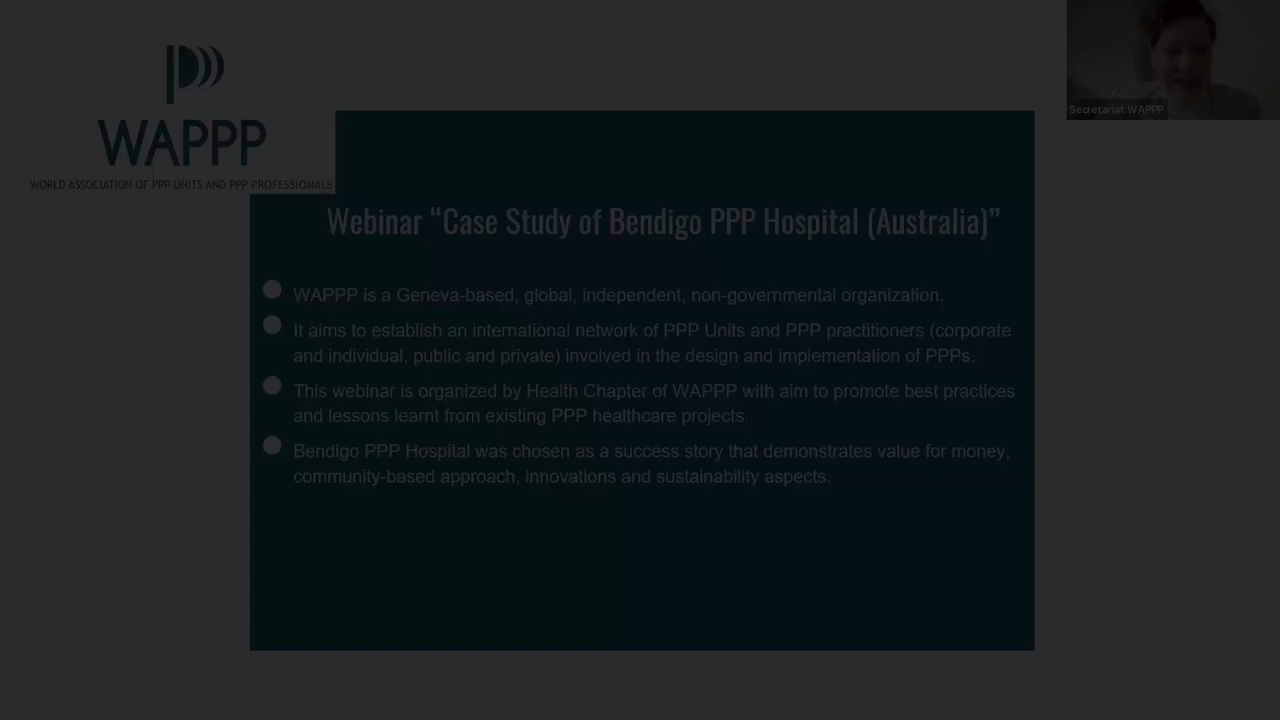 WAPPP
WORLD ASSOCIATION OF PPP UNITS AND PPP PROFESSIONALS
Secretariat WAPPP
Webinar “Case Study of Bendigo PPP Hospital (Australia)”
WAPPP is a Geneva-based, global, independent, non-governmental organization.
It aims to establish an international network of PPP Units and PPP practitioners (corporate
and individual, public and private) involved in the design and implementation of PPPs.
This webinar is organized by Health Chapter of WAPPP with aim to promote best practices
and lessons learnt from existing PPP healthcare projects.
Bendigo PPP Hospital was chosen as a success story that demonstrates value for money,
community-based approach, innovations and sustainability aspects.